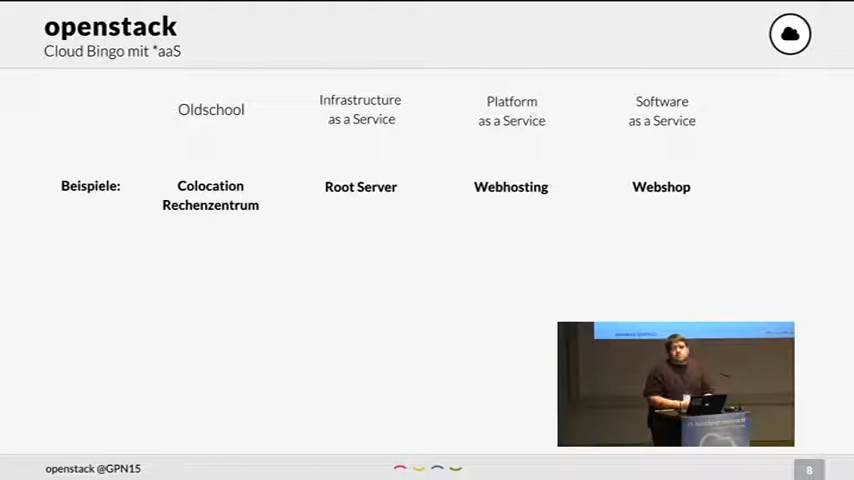 openstack
Cloud Bingo mit *aaS
Oldschool
Infrastructure
as a Service
Platform
as a Service
Software
as a Service
Beispiele:
Colocation
Rechenzentrum
Root Server
Webhosting
Webshop
openstack @GPN15
8